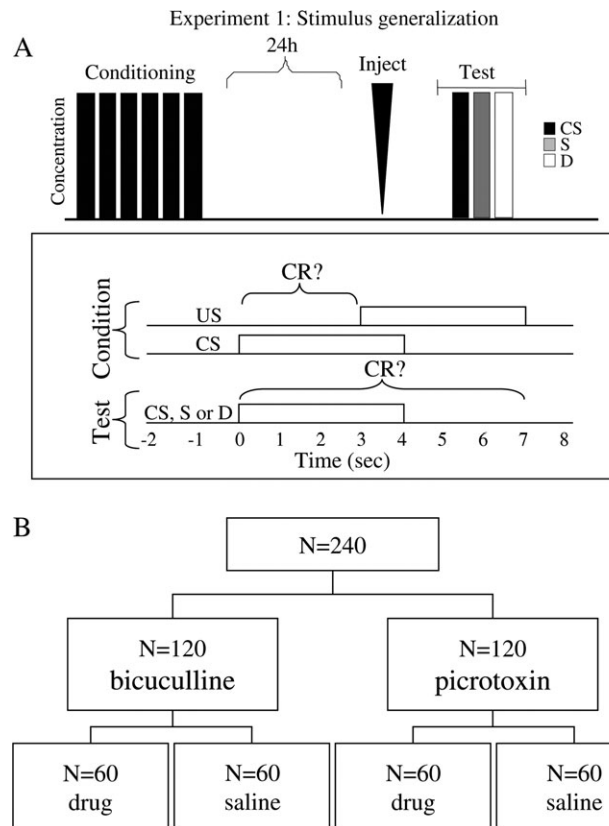 Experiment 1: Stimulus generalization
A
24h
Conditioning
Inject
Test
Concentration
CS
S
D
CR?
US
CS
Condition
CR?
CS, S or D
Test
-2 -1 0 1 2 3 4 5 6 7 8
Time (sec)
B
N=240
N=120
bicuculline
N=120
picrotoxin
N=60
drug
N=60
saline
N=60
drug
N=60
saline